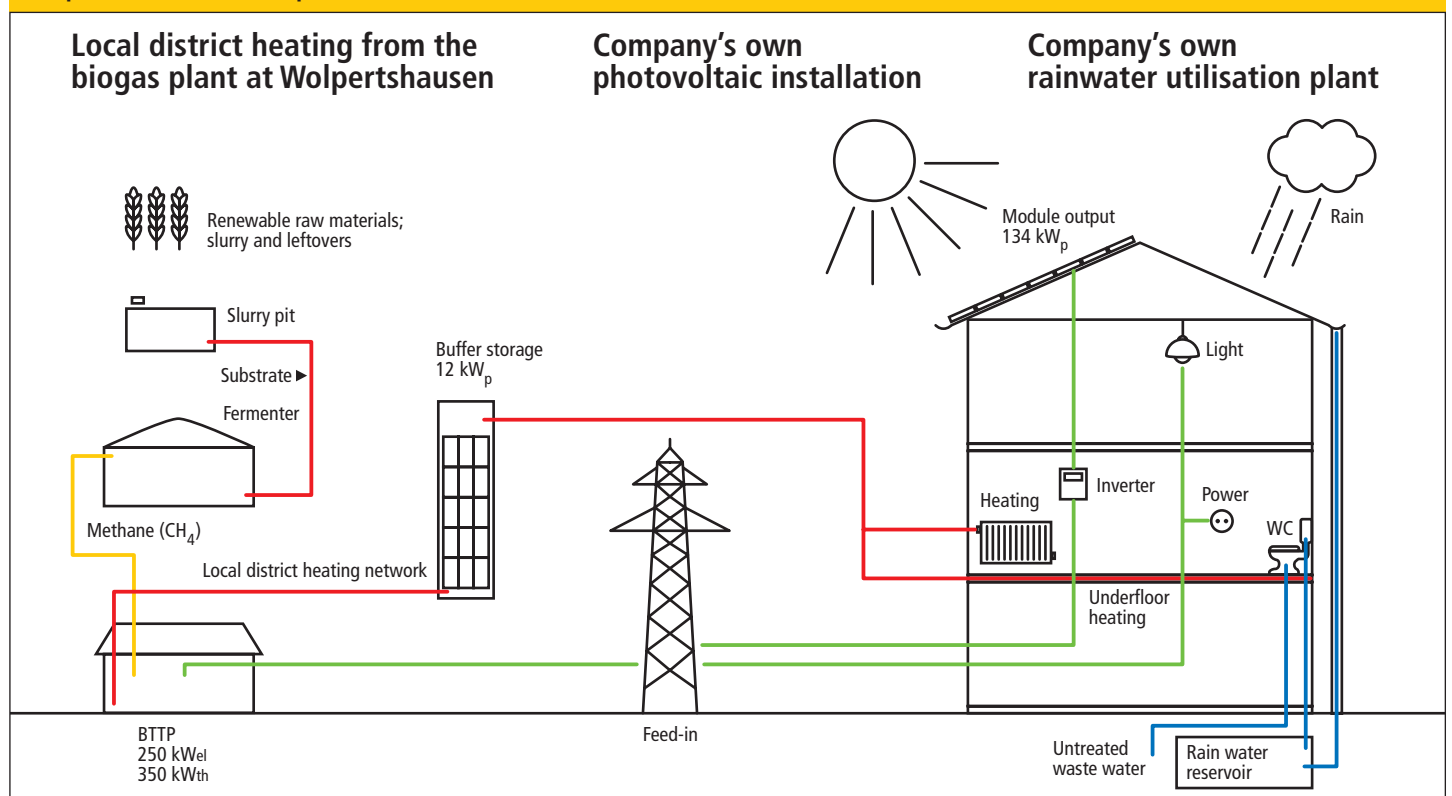 Local district heating from the
biogas plant at Wolpertshausen
Company's own
photovoltaic installation
Company's own
rainwater utilisation plant
Renewable raw materials;
slurry and leftovers
Module output
134 kWp
Rain
Slurry pit
Substrate ▶
Fermenter
Buffer storage
12 kWp
Light
Methane (CH4)
Heating
Inverter
Power
WC
Local district heating network
Underfloor
heating
BTTP
250 kWel
350 kWth
Feed-in
Untreated
waste water
Rain water
reservoir